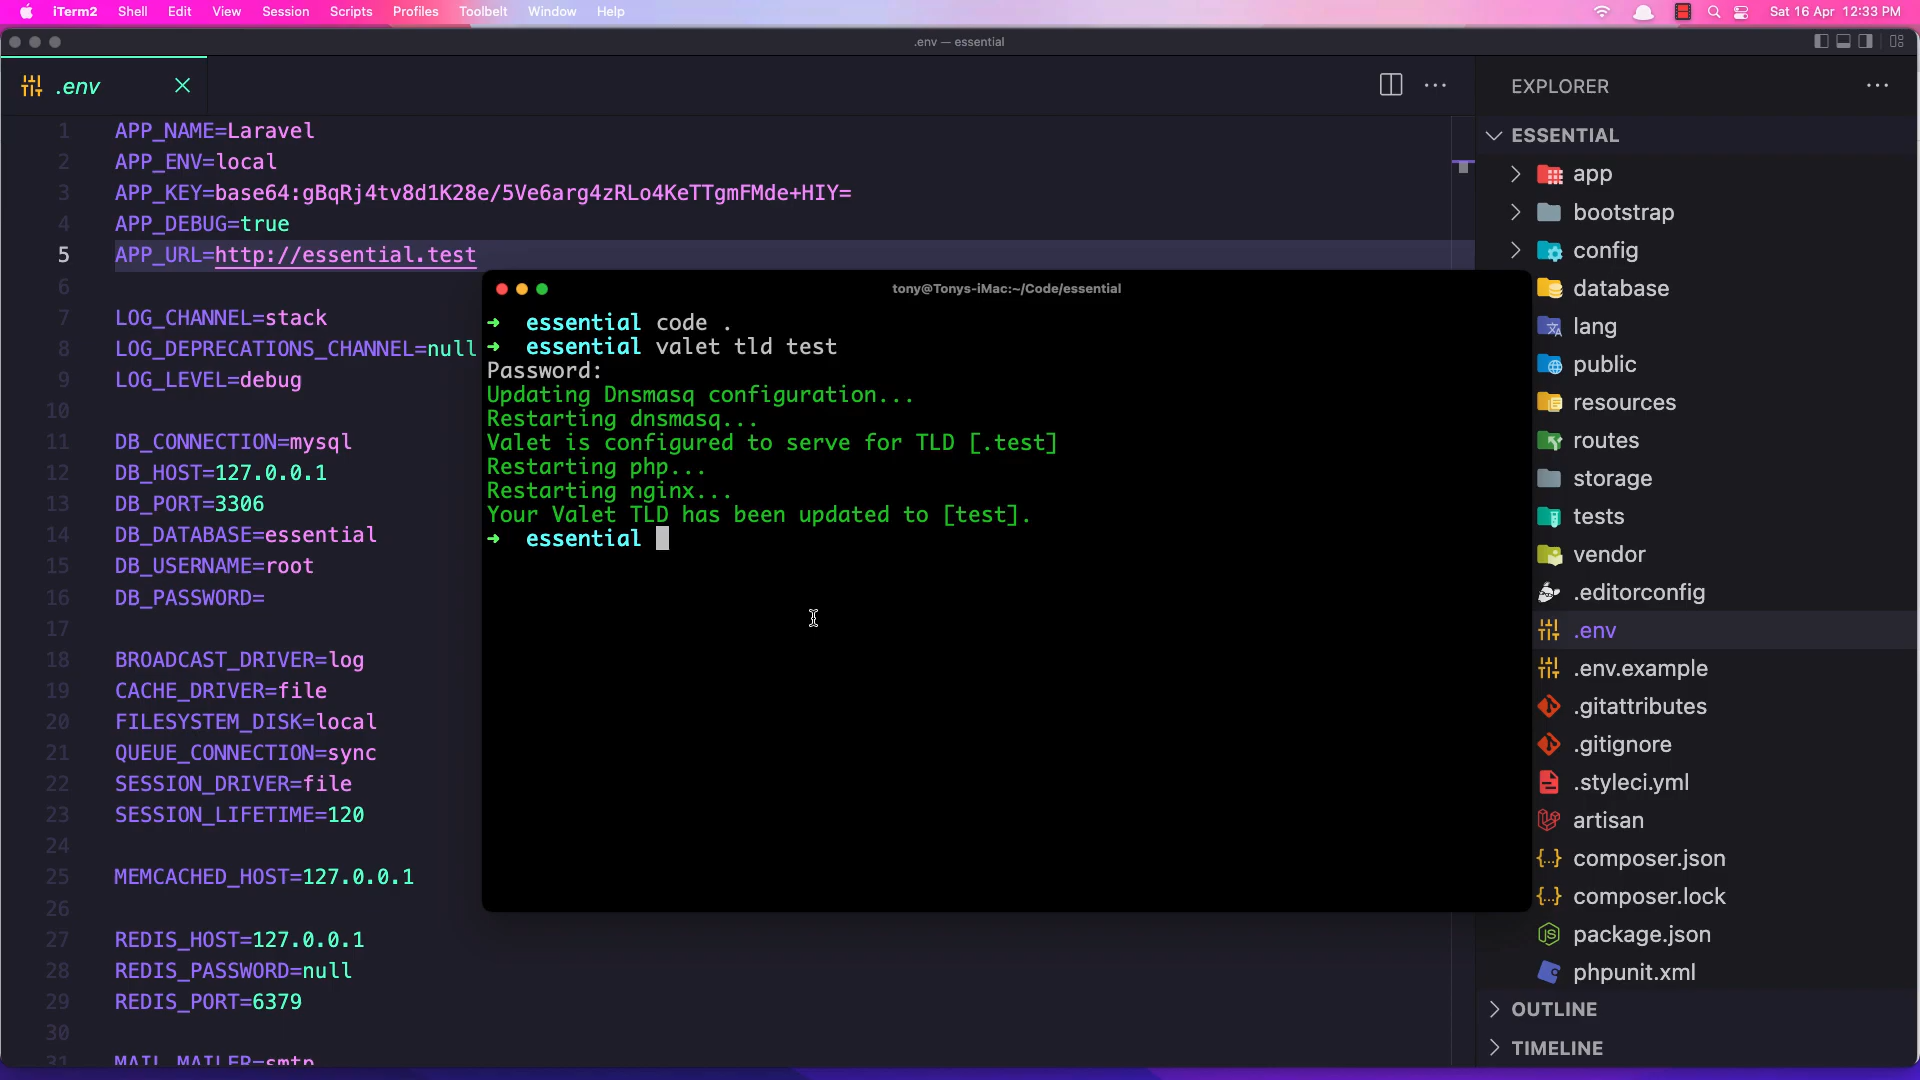 iTerm2 Shell Edit View Session Scripts Profiles Toolbelt Window Help Sat 16 Apr 12:33 PM
.env — essential
.env
1 APP_NAME=Laravel
2 APP_ENV=local
3 APP_KEY=base64:gBqRj4tv8d1K28e/5Ve6arg4zRLo4KeTTgmFMde+HIY=
4 APP_DEBUG=true
5 APP_URL=http://essential.test
6
7 LOG_CHANNEL=stack
8 LOG_DEPRECATIONS_CHANNEL=null
9 LOG_LEVEL=debug
10
11 DB_CONNECTION=mysql
12 DB_HOST=127.0.0.1
13 DB_PORT=3306
14 DB_DATABASE=essential
15 DB_USERNAME=root
16 DB_PASSWORD=
17
18 BROADCAST_DRIVER=log
19 CACHE_DRIVER=file
20 FILESYSTEM_DISK=local
21 QUEUE_CONNECTION=sync
22 SESSION_DRIVER=file
23 SESSION_LIFETIME=120
24
25 MEMCACHED_HOST=127.0.0.1
26
27 REDIS_HOST=127.0.0.1
28 REDIS_PASSWORD=null
29 REDIS_PORT=6379
30
31 MAIL_MAILER=smtp
tony@Tonys-iMac:~/Code/essential
➜ essential code .
➜ essential valet tld test
Password:
Updating Dnsmasq configuration...
Restarting dnsmasq...
Valet is configured to serve for TLD [.test]
Restarting php...
Restarting nginx...
Your Valet TLD has been updated to [test].
➜ essential
EXPLORER
ESSENTIAL
app
bootstrap
config
database
lang
public
resources
routes
storage
tests
vendor
.editorconfig
.env
.env.example
.gitattributes
.gitignore
.styleci.yml
artisan
composer.json
composer.lock
package.json
phpunit.xml
OUTLINE
TIMELINE